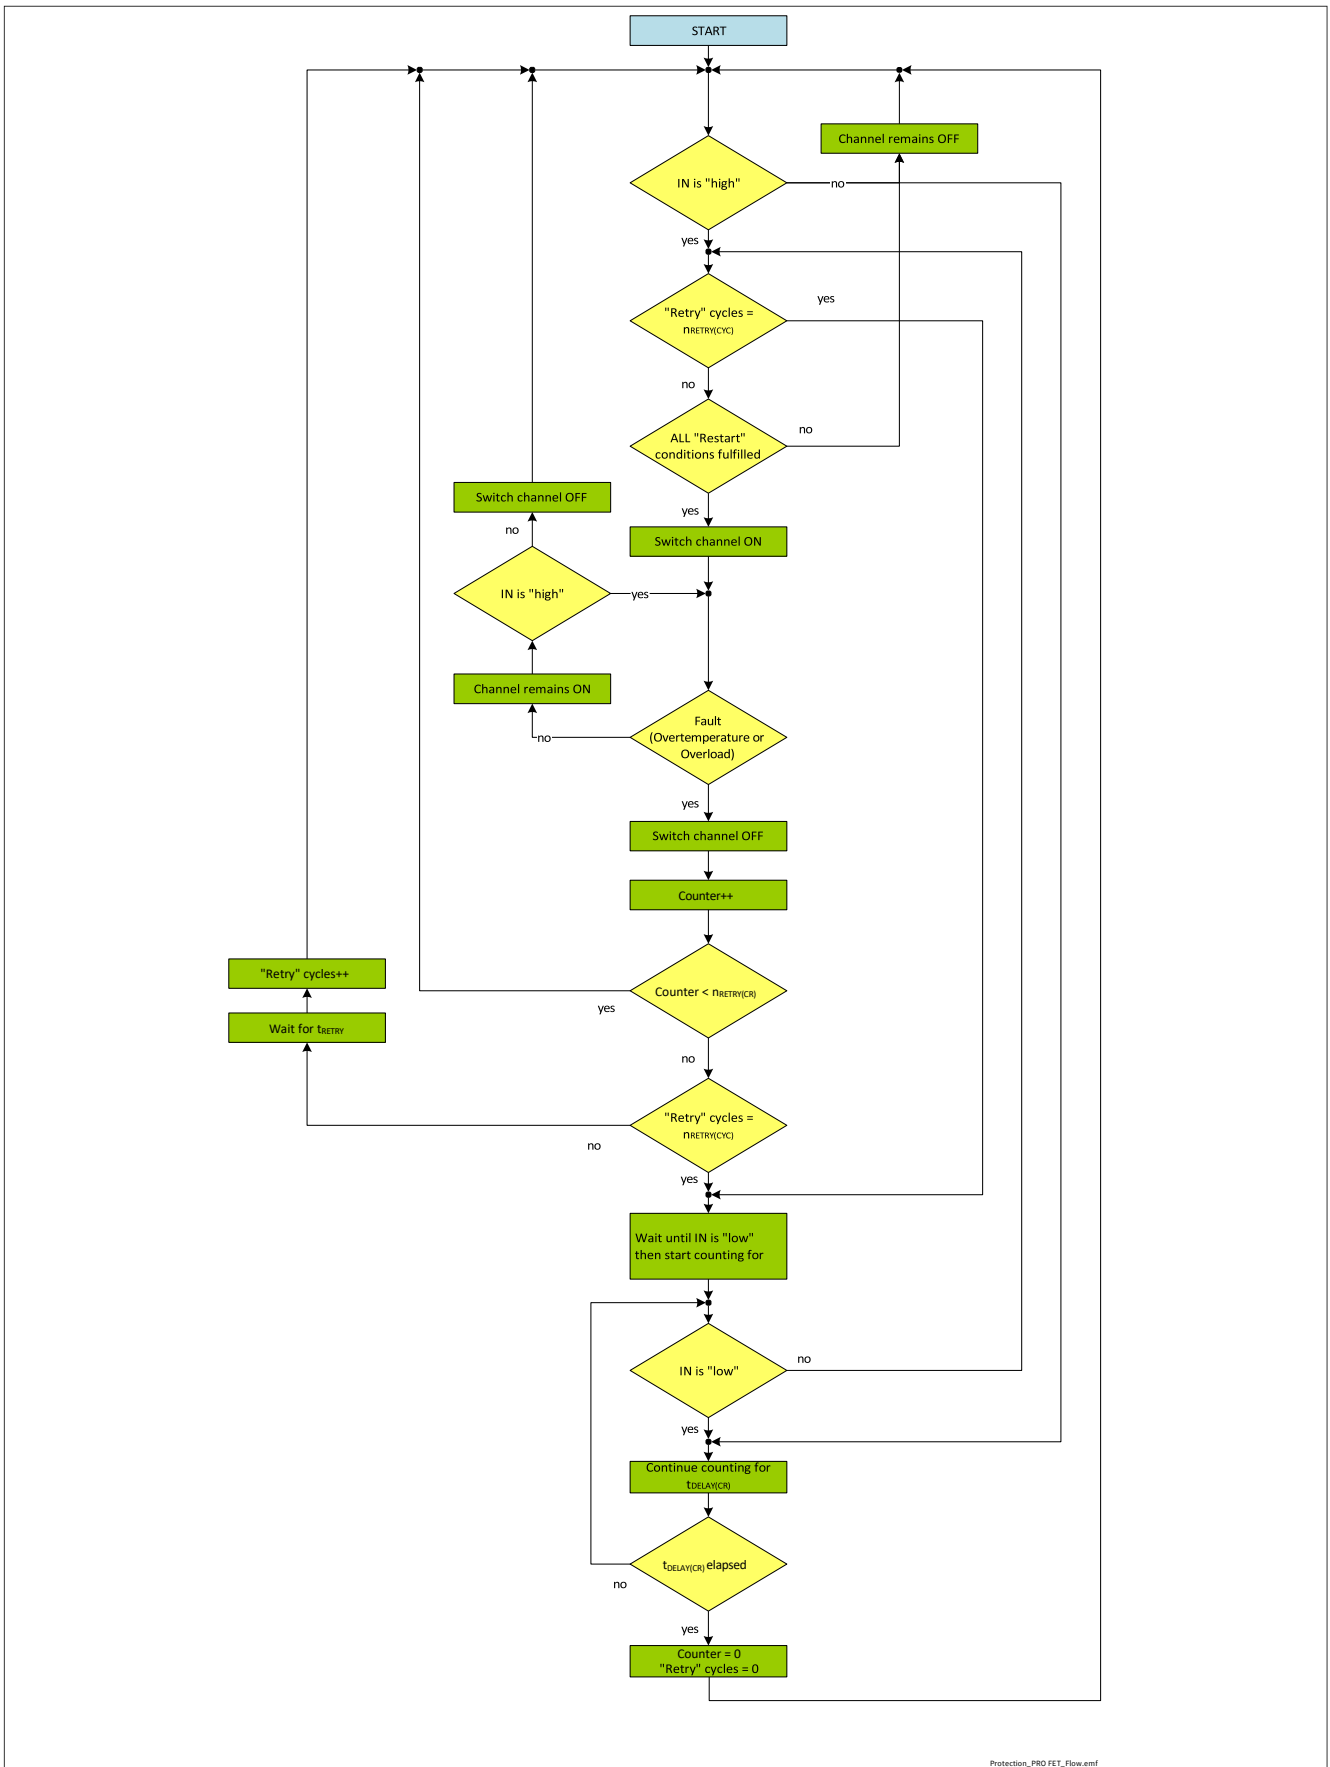 START
Channel remains OFF
IN is "high"
no
yes
"Retry" cycles =
nRETRY(CYC)
yes
no
ALL "Restart"
conditions fulfilled
no
Switch channel OFF
yes
no
Switch channel ON
IN is "high"
yes
Channel remains ON
Fault
(Overtemperature or
Overload)
no
yes
Switch channel OFF
Counter++
"Retry" cycles++
Counter < nRETRY(CR)
yes
Wait for tRETRY
no
"Retry" cycles =
nRETRY(CYC)
no
yes
Wait until IN is "low"
then start counting for
IN is "low"
no
yes
Continue counting for
tDELAY(CR)
tDELAY(CR) elapsed
no
yes
Counter = 0
"Retry" cycles = 0
Protection_PRO FET_Flow.emf